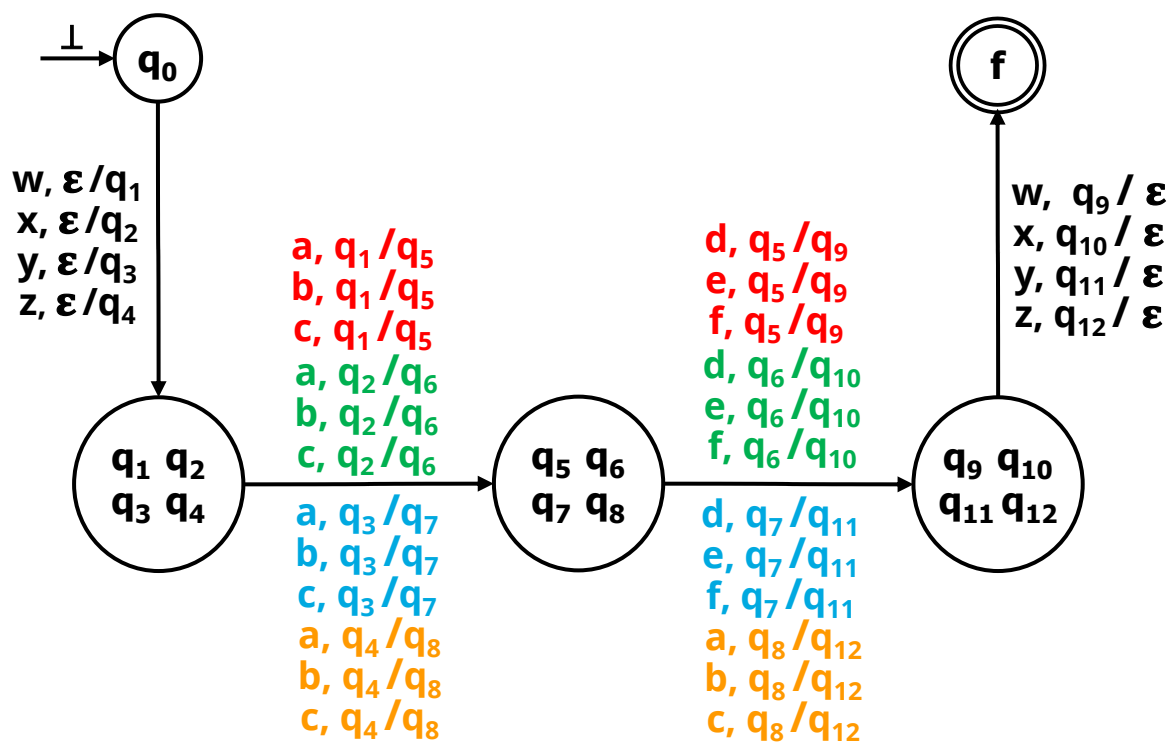 ⊥
q₀
f
w, ε/q₁
x, ε/q₂
y, ε/q₃
z, ε/q₄
a, q₁/q₅
b, q₁/q₅
c, q₁/q₅
a, q₂/q₆
b, q₂/q₆
c, q₂/q₆
a, q₃/q₇
b, q₃/q₇
c, q₃/q₇
a, q₄/q₈
b, q₄/q₈
c, q₄/q₈
d, q₅/q₉
e, q₅/q₉
f, q₅/q₉
d, q₆/q₁₀
e, q₆/q₁₀
f, q₆/q₁₀
d, q₇/q₁₁
e, q₇/q₁₁
f, q₇/q₁₁
a, q₈/q₁₂
b, q₈/q₁₂
c, q₈/q₁₂
w, q₉/ ε
x, q₁₀/ ε
y, q₁₁/ ε
z, q₁₂/ ε
q₁ q₂
q₃ q₄
q₅ q₆
q₇ q₈
q₉ q₁₀
q₁₁ q₁₂